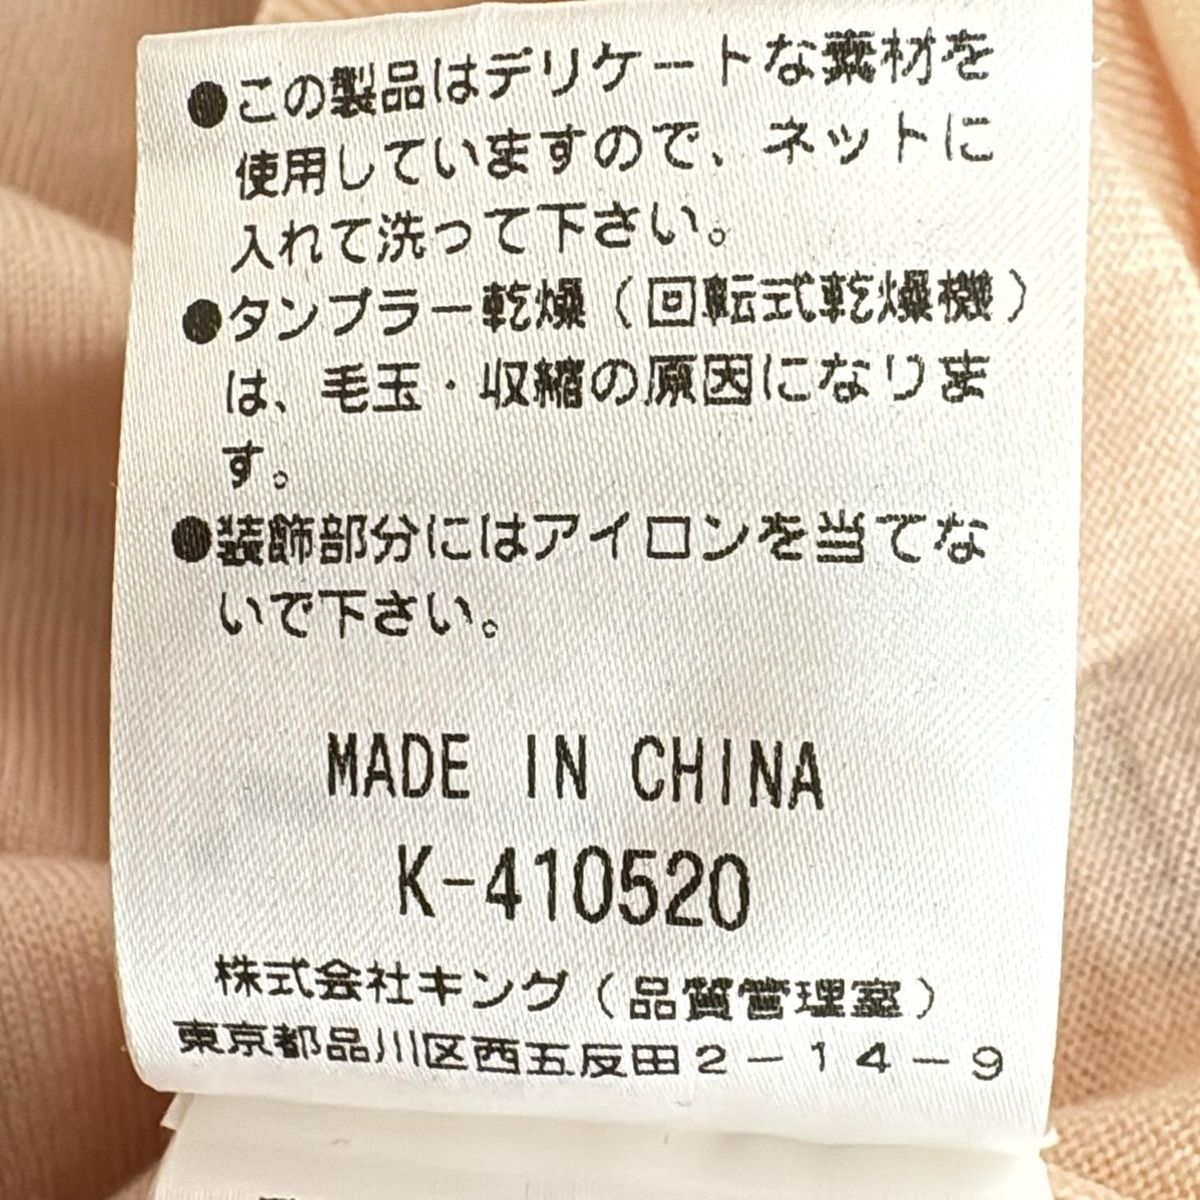 ●この製品はデリケートな素材を
使用していますので、ネットに
入れて洗って下さい。
●タンブラー乾燥（回転式乾燥機）
は、毛玉・収縮の原因になりま
す。
●装飾部分にはアイロンを当てな
いで下さい。
MADE IN CHINA
K-410520
株式会社キング（品質管理室）
東京都品川区西五反田2-14-9